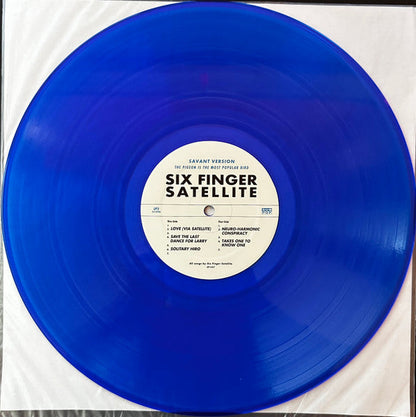 SAVANT VERSION
THE PIGEON IS THE MOST POPULAR BIRD
SIX FINGER
SATELLITE
LOVE (VIA SATELLITE)
SAVE THE LAST
DANCE FOR LARRY
SOLITARY HIRO
NEURO-HARMONIC
CONSPIRACY
TAKES ONE TO
KNOW ONE
All songs by Six Finger Satellite